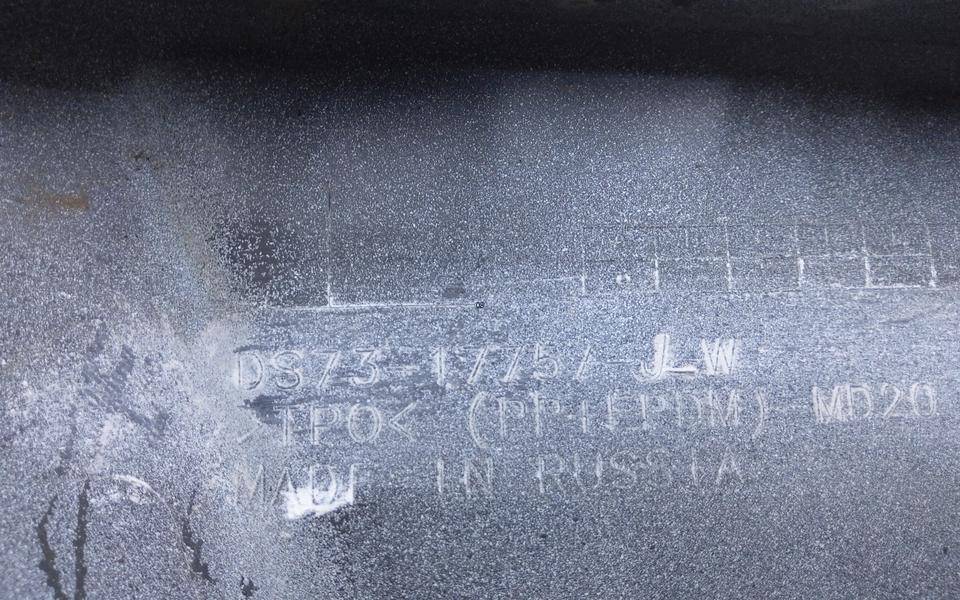 DS73-17757-JLW
>TPO< (PP+EPDM) MD20
MADE IN RUSSIA